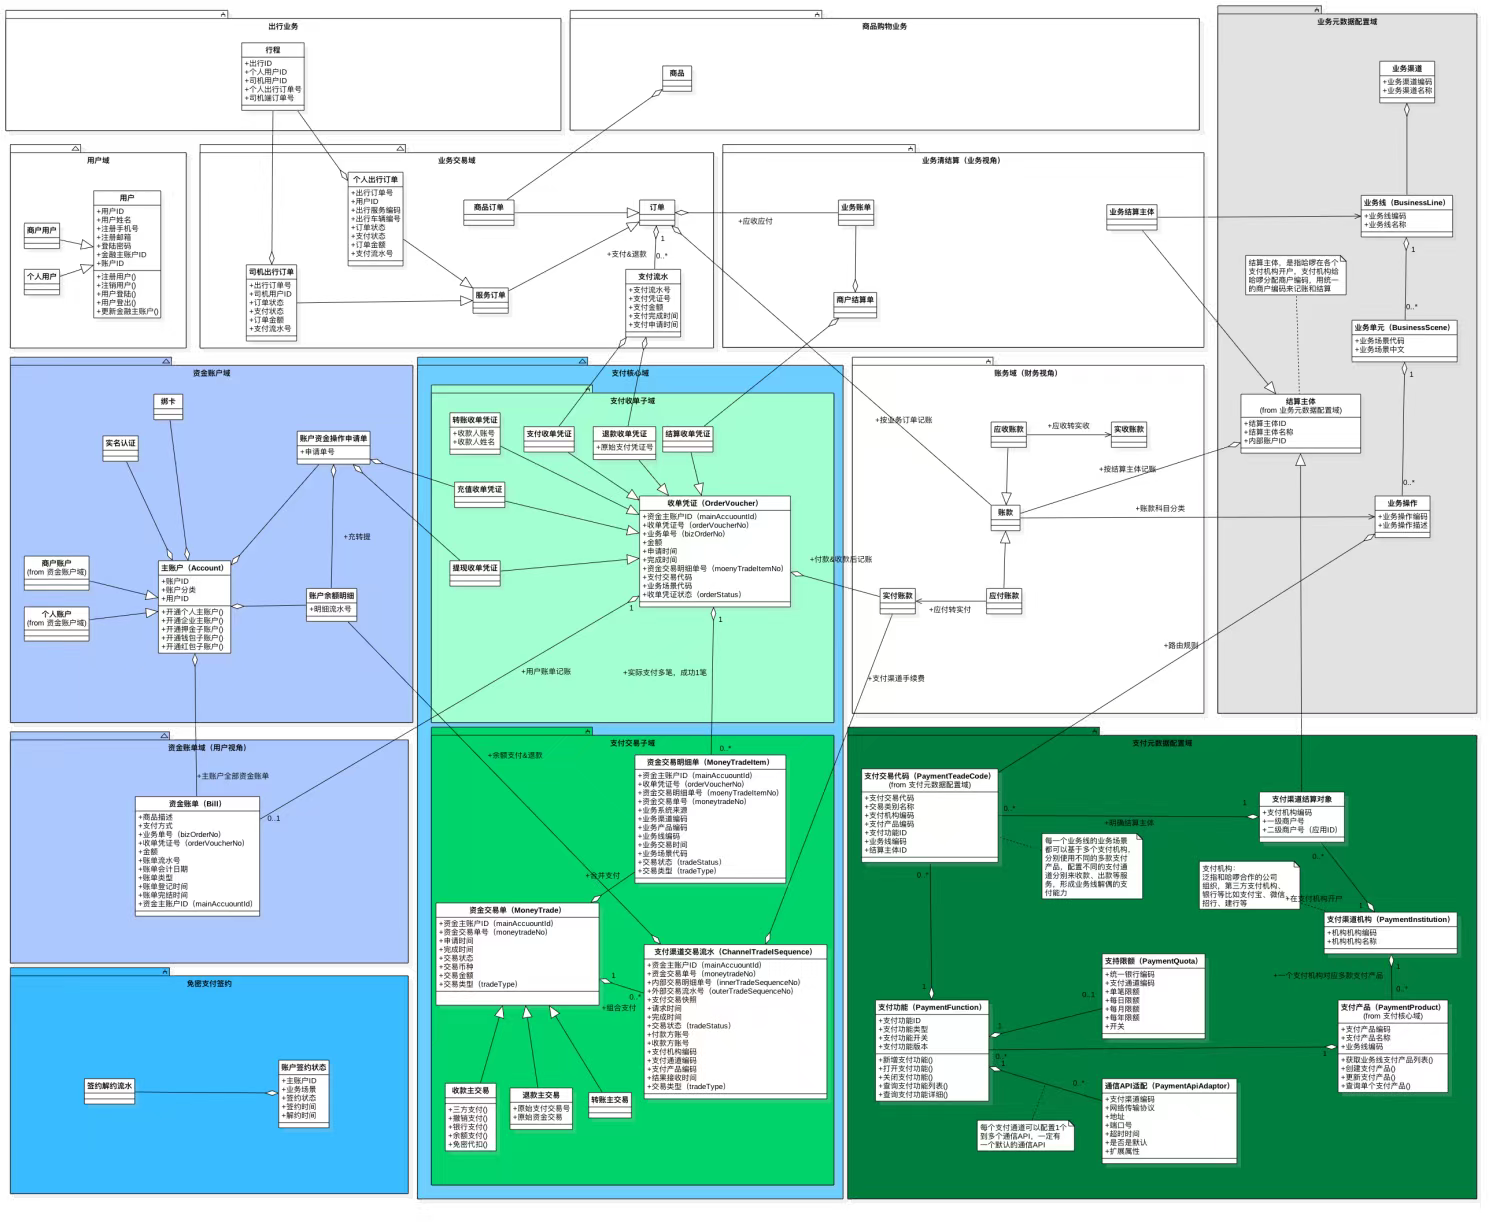 出行业务
行程
+出行ID
+个人用户ID
+司机用户ID
+个人出行订单号
+司机端订单号
商品购物业务
商品
业务元数据配置域
业务渠道
+业务渠道编码
+业务渠道名称
业务线（BusinessLine）
+业务线编码
+业务线名称
1
0..*
业务单元（BusinessScene）
+业务场景代码
+业务场景中文
1
0..*
业务操作
+业务操作编码
+业务操作描述
结算主体，是指哈啰在各个
支付机构开户，支付机构给
哈啰分配商户编码，用统一
的商户编码来记账和结算
结算主体
(from 业务元数据配置域)
+结算主体ID
+结算主体名称
+内部账户ID
用户域
商户用户
个人用户
用户
+用户ID
+用户姓名
+注册手机号
+注册邮箱
+登陆密码
+金融主账户ID
+账户ID
+注册用户()
+注销用户()
+用户登陆()
+用户登出()
+更新金融主账户()
业务交易域
个人出行订单
+出行订单号
+用户ID
+出行服务编码
+出行车辆编号
+订单状态
+支付状态
+订单金额
+支付流水号
司机出行订单
+出行订单号
+司机用户ID
+订单状态
+支付状态
+订单金额
+支付流水号
商品订单
服务订单
订单
1
+支付&退款
0..*
支付流水
+支付流水号
+支付凭证号
+支付金额
+支付完成时间
+支付申请时间
业务清结算（业务视角）
+应收应付
业务账单
商户结算单
业务结算主体
资金账户域
绑卡
实名认证
账户资金操作申请单
+申请单号
+充转提
商户账户
(from 资金账户域)
个人账户
(from 资金账户域)
主账户（Account）
+账户ID
+账户分类
+用户ID
+开通个人主账户()
+开通企业主账户()
+开通押金子账户()
+开通钱包子账户()
+开通红包子账户()
账户余额明细
+明细流水号
支付核心域
支付收单子域
转账收单凭证
+收款人账号
+收款人姓名
支付收单凭证
退款收单凭证
+原始支付凭证号
结算收单凭证
充值收单凭证
提现收单凭证
收单凭证（OrderVoucher）
+资金主账户ID（mainAccuountId）
+收单凭证号（orderVoucherNo）
+业务单号（bizOrderNo）
+金额
+申请时间
+完成时间
+资金交易明细单号（moenyTradeItemNo）
+支付交易代码
+业务场景代码
+收单凭证状态（orderStatus）
1
1
+用户账单记账
+实际支付多笔，成功1笔
0..*
账务域（财务视角）
应收账款
+应收转实收
实收账款
+按业务订单记账
+按结算主体记账
账款
+账款科目分类
+付款&收款后记账
实付账款
+应付转实付
应付账款
+支付渠道手续费
+路由规则
资金账单域（用户视角）
+主账户全部资金账单
资金账单（Bill）
+商品描述
+支付方式
+业务单号（bizOrderNo）
+收单凭证号（orderVoucherNo）
+金额
+账单流水号
+账单会计日期
+账单类型
+账单登记时间
+账单完结时间
+资金主账户ID（mainAccuountId）
0..1
免密支付签约
签约解约流水
账户签约状态
+主账户ID
+业务场景
+签约状态
+签约时间
+解约时间
支付交易子域
+余额支付&退款
资金交易明细单（MoneyTradeItem）
+资金主账户ID（mainAccuountId）
+收单凭证号（orderVoucherNo）
+资金交易明细单号（moenyTradeItemNo）
+资金交易单号（moneytradeNo）
+业务系统来源
+业务渠道编码
+业务产品编码
+业务线编码
+业务交易时间
+业务场景代码
+交易状态（tradeStatus）
+交易类型（tradeType）
+合并支付
资金交易单（MoneyTrade）
+资金主账户ID（mainAccuountId）
+资金交易单号（moneytradeNo）
+申请时间
+完成时间
+交易状态
+交易币种
+交易金额
+交易类型（tradeType）
1
0..*
+组合支付
支付渠道交易流水（ChannelTradeISequence）
+资金主账户ID（mainAccuountId）
+资金交易单号（moneytradeNo）
+内部交易明细单号（innerTradeSequenceNo）
+外部交易流水号（outerTradeSequenceNo）
+支付交易快照
+请求时间
+完成时间
+交易状态（tradeStatus）
+付款方账号
+收款方账号
+支付机构编码
+支付通道编码
+支付产品编码
+结果接收时间
+交易类型（tradeType）
收款主交易
+三方支付()
+撤销支付()
+银行支付()
+余额支付()
+免密代扣()
退款主交易
+原始支付交易号
+原始资金交易
转账主交易
支付元数据配置域
支付交易代码（PaymentTeadeCode）
(from 支付元数据配置域)
+支付交易代码
+交易类别名称
+支付机构编码
+支付产品编码
+支付功能ID
+业务线编码
+结算主体ID
0..*
+明确结算主体
1
支付渠道结算对象
+支付机构编码
+一级商户号
+二级商户号（应用ID）
每一个业务线的业务场景
都可以基于多个支付机构，
分别使用不同的多款支付
产品，配置不同的支付通
道分别来收款、出款等服
务，形成业务线解偶的支
付能力
支付机构：
泛指和哈啰合作的公司
组织，第三方支付机构、
银行等比如支付宝、微信、
招行、建行等
0..*
+在支付机构开户
1
支付渠道机构（PaymentInstitution）
+机构机构编码
+机构机构名称
1
+一个支付机构对应多款支付产品
0..*
支付产品（PaymentProduct）
(from 支付核心域)
+支付产品编码
+支付产品名称
+业务线编码
+获取业务线支付产品列表()
+创建支付产品()
+更新支付产品()
+查询单个支付产品()
0..*
1
支付功能（PaymentFunction）
+支付功能ID
+支付功能类型
+支付功能开关
+支付功能版本
+新增支付功能()
+打开支付功能()
+关闭支付功能()
+查询支付功能列表()
+查询支付功能详细()
支持限额（PaymentQuota）
+统一银行编码
+支付通道编码
+单笔限额
+每日限额
+每月限额
+每年限额
+开关
0..1
1
0..*
1
1
0..*
通信API适配（PaymentApiAdaptor）
+支付渠道编码
+网络传输协议
+地址
+端口号
+超时时间
+是否是默认
+扩展属性
每个支付通道可以配置1个
到多个通信API，一定有
一个默认的通信API